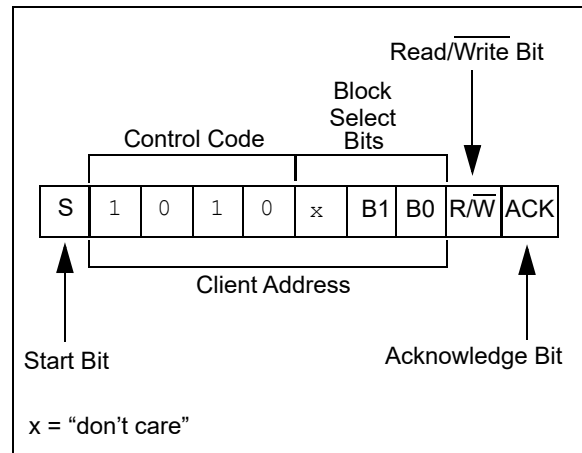 Read/Write Bit
Block
Select
Bits
Control Code
S 1 0 1 0 x B1 B0 R/W ACK
Client Address
Start Bit
Acknowledge Bit
x = “don’t care”